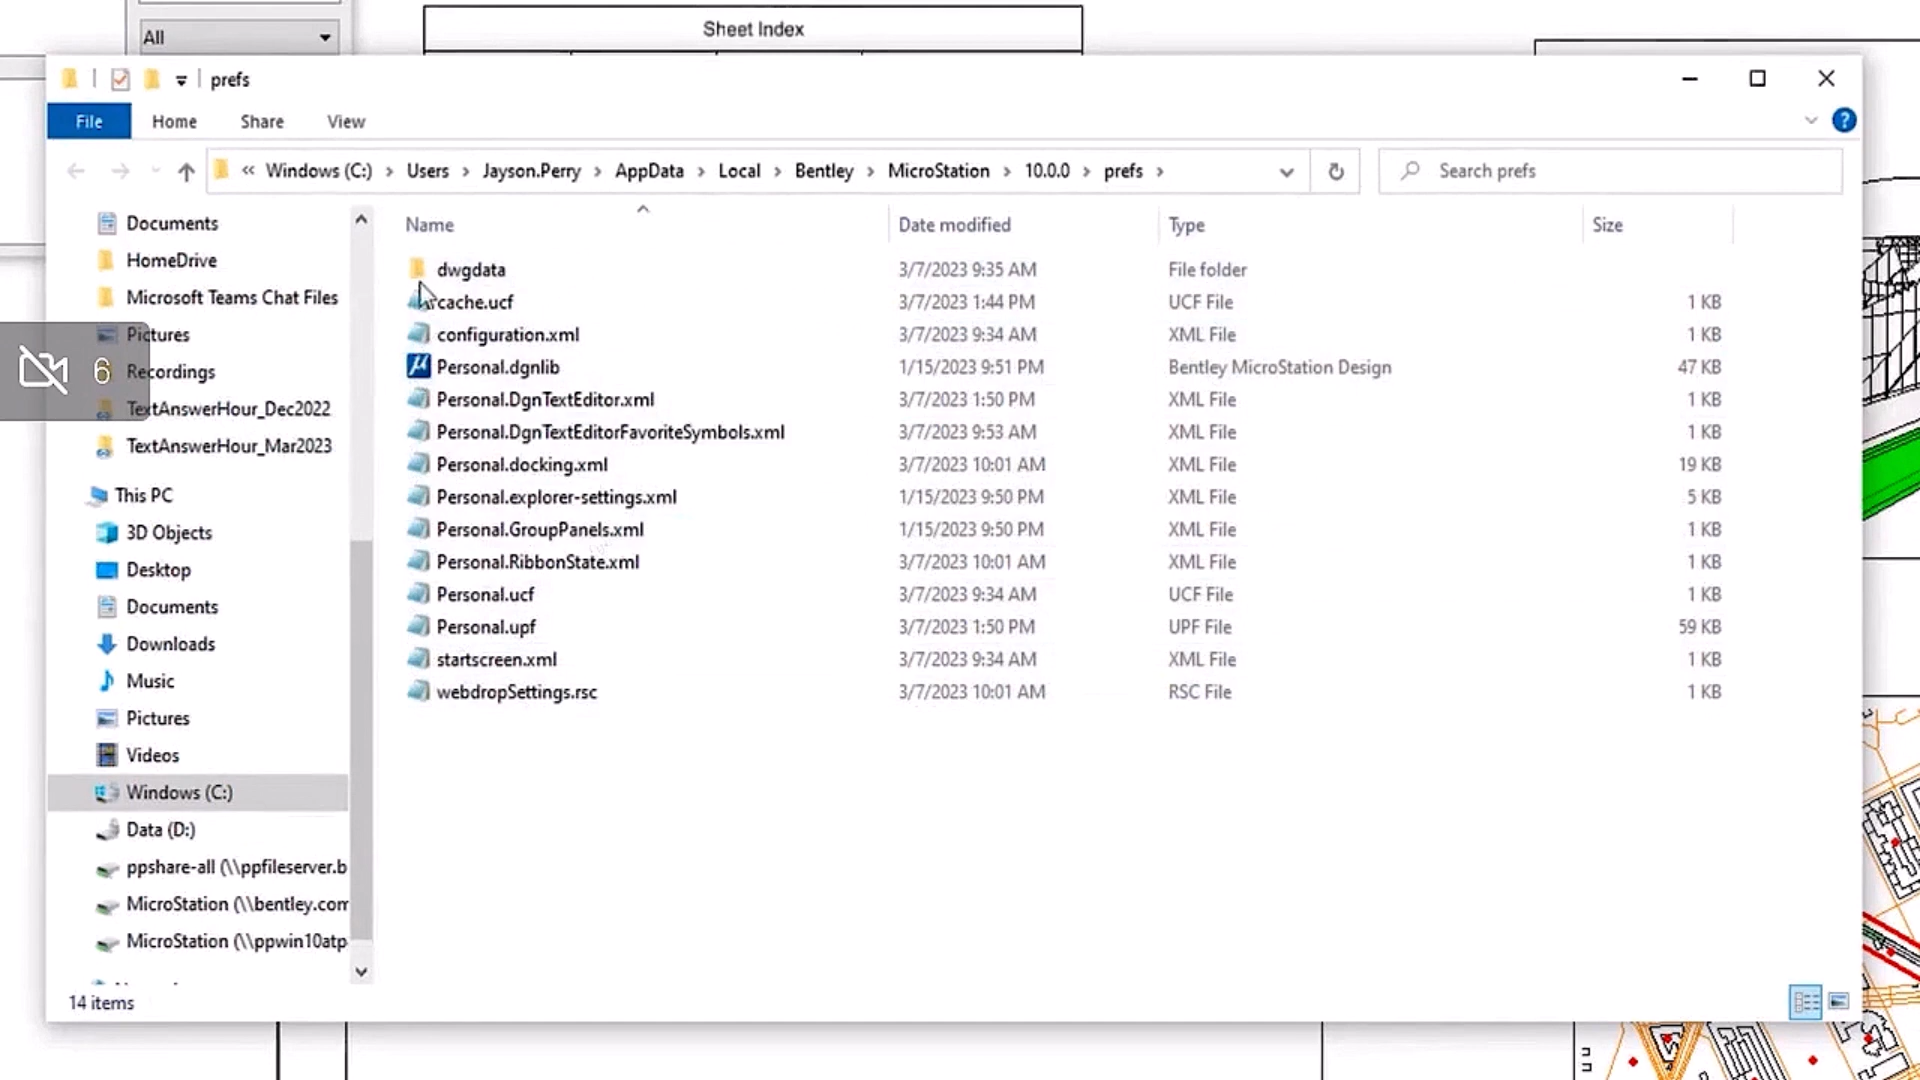 All
Sheet Index
prefs
File Home Share View
« Windows (C:) › Users › Jayson.Perry › AppData › Local › Bentley › MicroStation › 10.0.0 › prefs ›
Search prefs
Name Date modified Type Size
dwgdata 3/7/2023 9:35 AM File folder
cache.ucf 3/7/2023 1:44 PM UCF File 1 KB
configuration.xml 3/7/2023 9:34 AM XML File 1 KB
Personal.dgnlib 1/15/2023 9:51 PM Bentley MicroStation Design 47 KB
Personal.DgnTextEditor.xml 3/7/2023 1:50 PM XML File 1 KB
Personal.DgnTextEditorFavoriteSymbols.xml 3/7/2023 9:53 AM XML File 1 KB
Personal.docking.xml 3/7/2023 10:01 AM XML File 19 KB
Personal.explorer-settings.xml 1/15/2023 9:50 PM XML File 5 KB
Personal.GroupPanels.xml 1/15/2023 9:50 PM XML File 1 KB
Personal.RibbonState.xml 3/7/2023 10:01 AM XML File 1 KB
Personal.ucf 3/7/2023 9:34 AM UCF File 1 KB
Personal.upf 3/7/2023 1:50 PM UPF File 59 KB
startscreen.xml 3/7/2023 9:34 AM XML File 1 KB
webdropSettings.rsc 3/7/2023 10:01 AM RSC File 1 KB
Documents
HomeDrive
Microsoft Teams Chat Files
Pictures
6
Recordings
TextAnswerHour_Dec2022
TextAnswerHour_Mar2023
This PC
3D Objects
Desktop
Documents
Downloads
Music
Pictures
Videos
Windows (C:)
Data (D:)
ppshare-all (\\ppfileserver.b
MicroStation (\\bentley.com
MicroStation (\\ppwin10atp
14 items